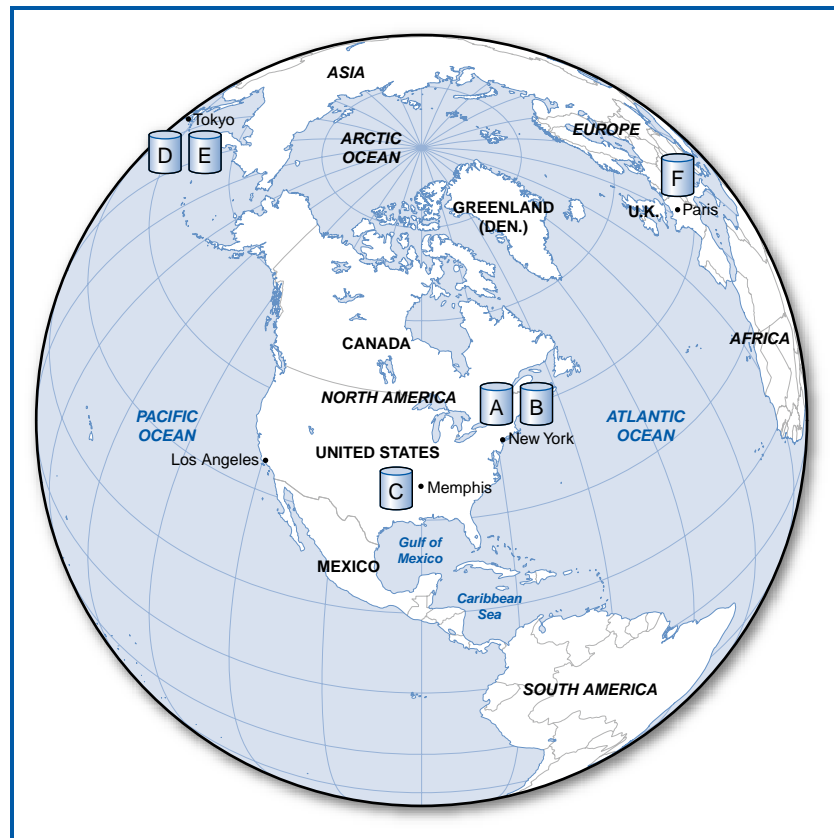 ASIA
Tokyo
D E
ARCTIC
OCEAN
EUROPE
F
GREENLAND
(DEN.)
U.K.
Paris
AFRICA
CANADA
NORTH AMERICA
A B
PACIFIC
OCEAN
ATLANTIC
OCEAN
New York
UNITED STATES
Los Angeles
C
Memphis
Gulf of
Mexico
MEXICO
Caribbean
Sea
SOUTH AMERICA